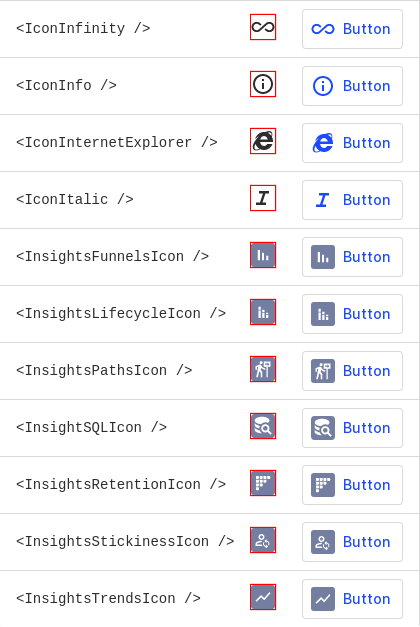 <IconInfinity /> Button
<IconInfo /> Button
<IconInternetExplorer /> Button
<IconItalic /> Button
<InsightsFunnelsIcon /> Button
<InsightsLifecycleIcon /> Button
<InsightsPathsIcon /> Button
<InsightSQLIcon /> Button
<InsightsRetentionIcon /> Button
<InsightsStickinessIcon /> Button
<InsightsTrendsIcon /> Button